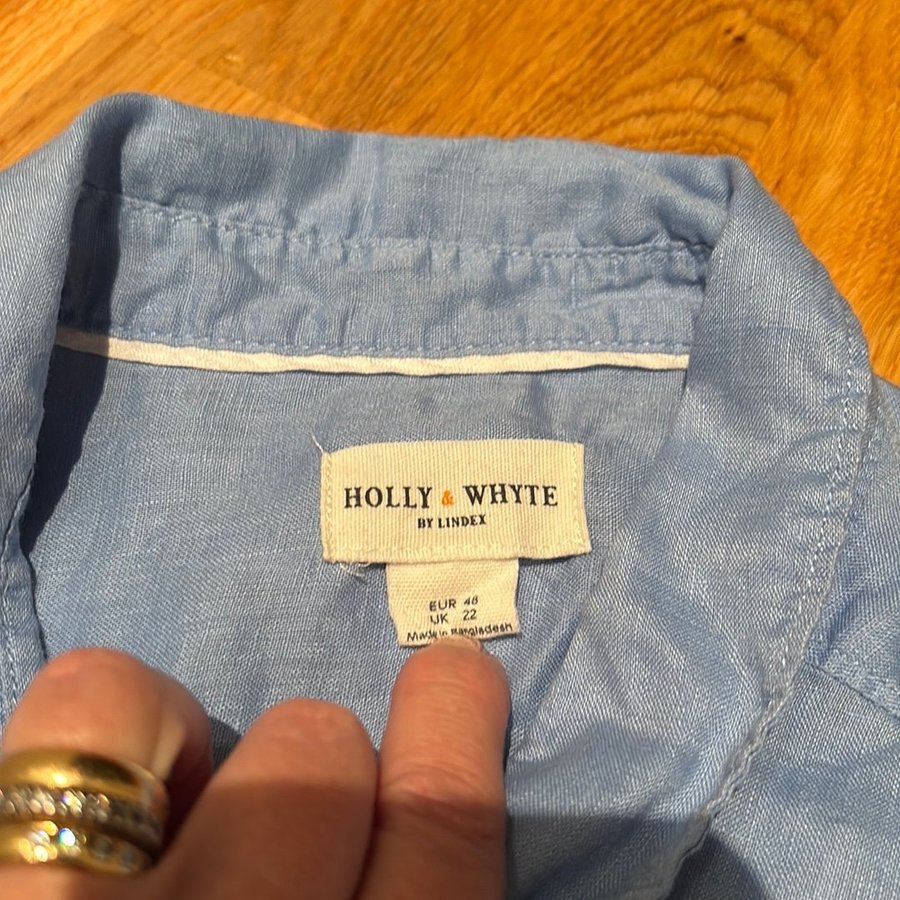 HOLLY & WHYTE
BY LINDEX
EUR 48
UK 22
Made in Bangladesh